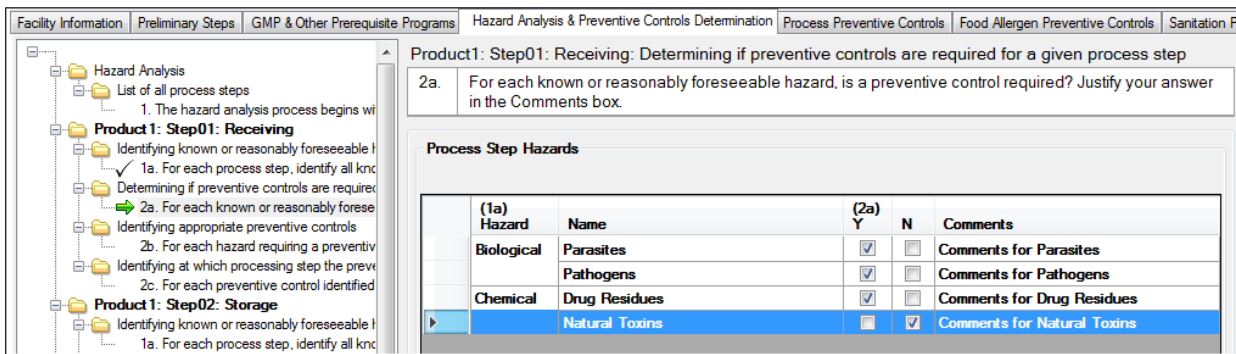 Facility Information Preliminary Steps GMP & Other Prerequisite Programs Hazard Analysis & Preventive Controls Determination Process Preventive Controls Food Allergen Preventive Controls Sanitation P
Hazard Analysis
List of all process steps
1. The hazard analysis process begins wi
Product1: Step01: Receiving
Identifying known or reasonably foreseeable h
1a. For each process step, identify all kno
Determining if preventive controls are required
2a. For each known or reasonably forese
Identifying appropriate preventive controls
2b. For each hazard requiring a preventiv
Identifying at which processing step the preve
2c. For each preventive control identified
Product1: Step02: Storage
Identifying known or reasonably foreseeable h
1a. For each process step, identify all kno
Product1: Step01: Receiving: Determining if preventive controls are required for a given process step
2a. For each known or reasonably foreseeable hazard, is a preventive control required? Justify your answer
in the Comments box.
Process Step Hazards
(1a) (2a)
Hazard Name Y N Comments
Biological Parasites Comments for Parasites
Pathogens Comments for Pathogens
Chemical Drug Residues Comments for Drug Residues
Natural Toxins Comments for Natural Toxins